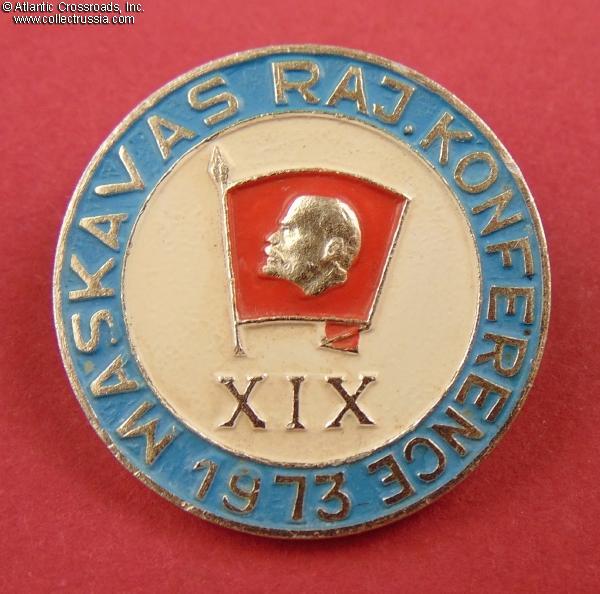 © Atlantic Crossroads, Inc.
www.collectrussia.com
MASKAVAS RAJ. KONFERENCE
XIX
1973